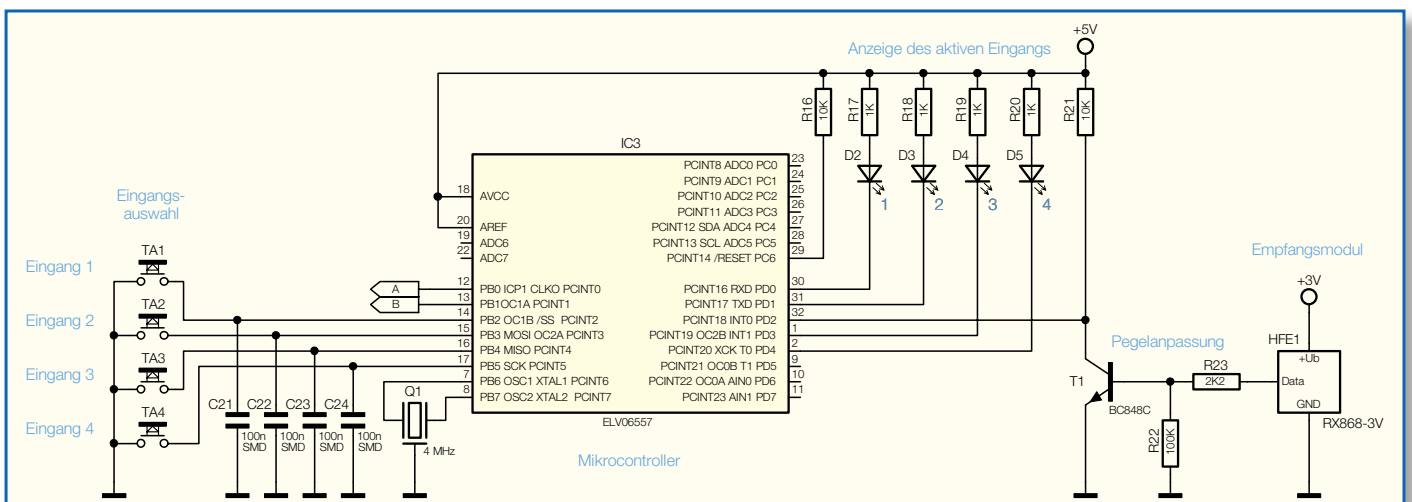 Anzeige des aktiven Eingangs
+5V
R16
10K
R17
1K
R18
1K
R19
1K
R20
1K
R21
10K
D2
D3
D4
D5
1
2
3
4
IC3
18
AVCC
20
AREF
19
ADC6
22
ADC7
12
PB0 ICP1 CLKO PCINT0
13
PB1OC1A PCINT1
14
PB2 OC1B /SS PCINT2
15
PB3 MOSI OC2A PCINT3
16
PB4 MISO PCINT4
17
PB5 SCK PCINT5
7
PB6 OSC1 XTAL1 PCINT6
8
PB7 OSC2 XTAL2 PCINT7
PCINT8 ADC0 PC0
23
PCINT9 ADC1 PC1
24
PCINT10 ADC2 PC2
25
PCINT11 ADC3 PC3
26
PCINT12 SDA ADC4 PC4
27
PCINT13 SCL ADC5 PC5
28
PCINT14 /RESET PC6
29
PCINT16 RXD PD0
30
PCINT17 TXD PD1
31
PCINT18 INT0 PD2
32
PCINT19 OC2B INT1 PD3
1
PCINT20 XCK T0 PD4
2
PCINT21 OC0B T1 PD5
9
PCINT22 OC0A AIN0 PD6
10
PCINT23 AIN1 PD7
11
ELV06557
Mikrocontroller
Eingangs-
auswahl
Eingang 1
TA1
Eingang 2
TA2
Eingang 3
TA3
Eingang 4
TA4
A
B
C21
100n
SMD
C22
100n
SMD
C23
100n
SMD
C24
100n
SMD
Q1
4 MHz
Empfangsmodul
+3V
HFE1
+Ub
Data
GND
RX868-3V
Pegelanpassung
R23
2K2
T1
BC848C
R22
100K